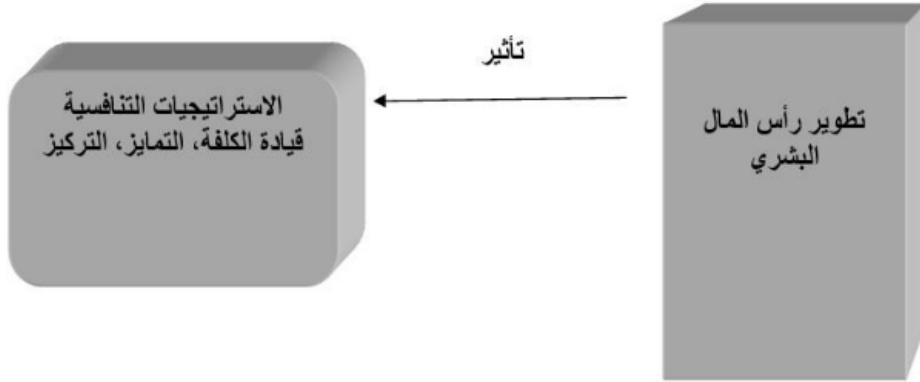 تطوير رأس المال
البشري
تأثير
الاستراتيجيات التنافسية
قيادة الكلفة، التمايز، التركيز